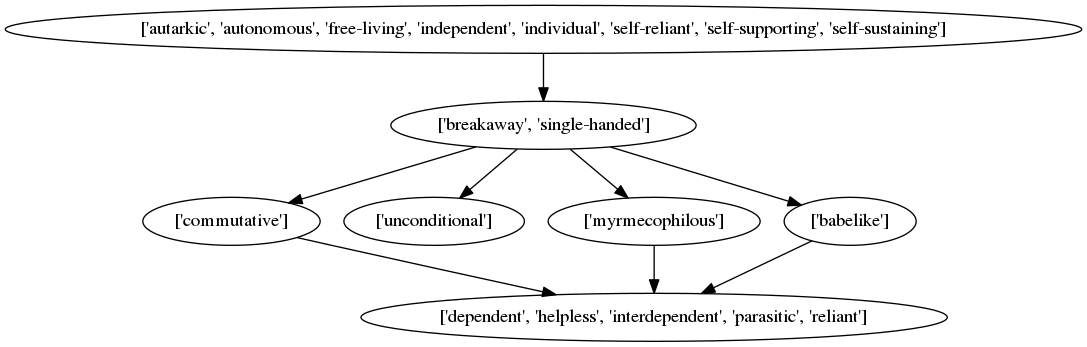 ['autarkic', 'autonomous', 'free-living', 'independent', 'individual', 'self-reliant', 'self-supporting', 'self-sustaining']
['breakaway', 'single-handed']
['commutative']
['unconditional']
['myrmecophilous']
['babelike']
['dependent', 'helpless', 'interdependent', 'parasitic', 'reliant']